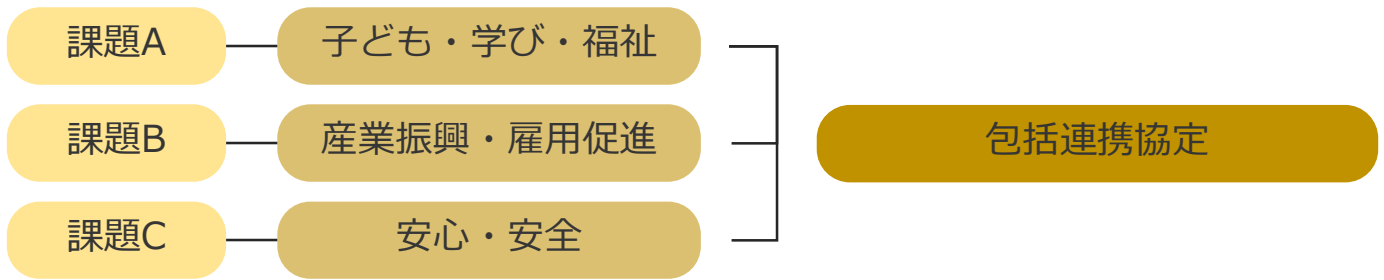 課題A
子ども・学び・福祉
課題B
産業振興・雇用促進
包括連携協定
課題C
安心・安全